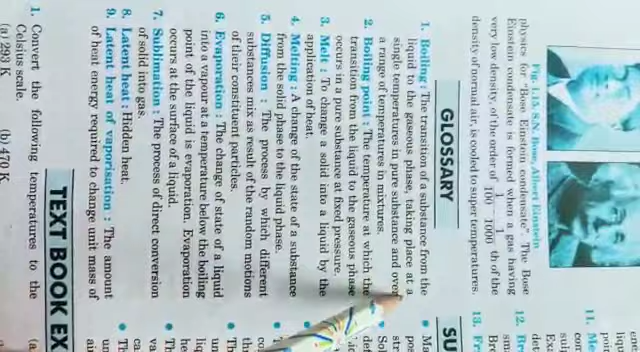 Fig. 1.15. S.N. Bose, Albert Einstein
physics for "Bose Einstein condensate". The Bose
Einstein condensate is formed when a gas having
very low density, of the order of 1/100 1/1000 th of the
density of normal air, is cooled to super temperatures.
GLOSSARY
1. Boiling : The transition of a substance from the
liquid to the gaseous phase, taking place at a
single temperatures in pure substance and over
a range of temperatures in mixtures.
2. Boiling point : The temperature at which the
transition from the liquid to the gaseous phase
occurs in a pure substance at fixed pressure.
3. Melt : To change a solid into a liquid by the
application of heat.
4. Melting : A change of the state of a substance
from the solid phase to the liquid phase.
5. Diffusion : The process by which different
substances mix as result of the random motions
of their constituent particles.
6. Evaporation : The change of state of a liquid
into a vapour at a temperature below the boiling
point of the liquid is evaporation. Evaporation
occurs at the surface of a liquid.
7. Sublimation : The process of direct conversion
of solid into gas.
8. Latent heat : Hidden heat.
9. Latent heat of vaporisation : The amount
of heat energy required to change unit mass of
TEXT BOOK EX
1. Convert the following temperatures to the
Celsius scale.
(a) 293 K (b) 470 K
11.
12.
13.
SU